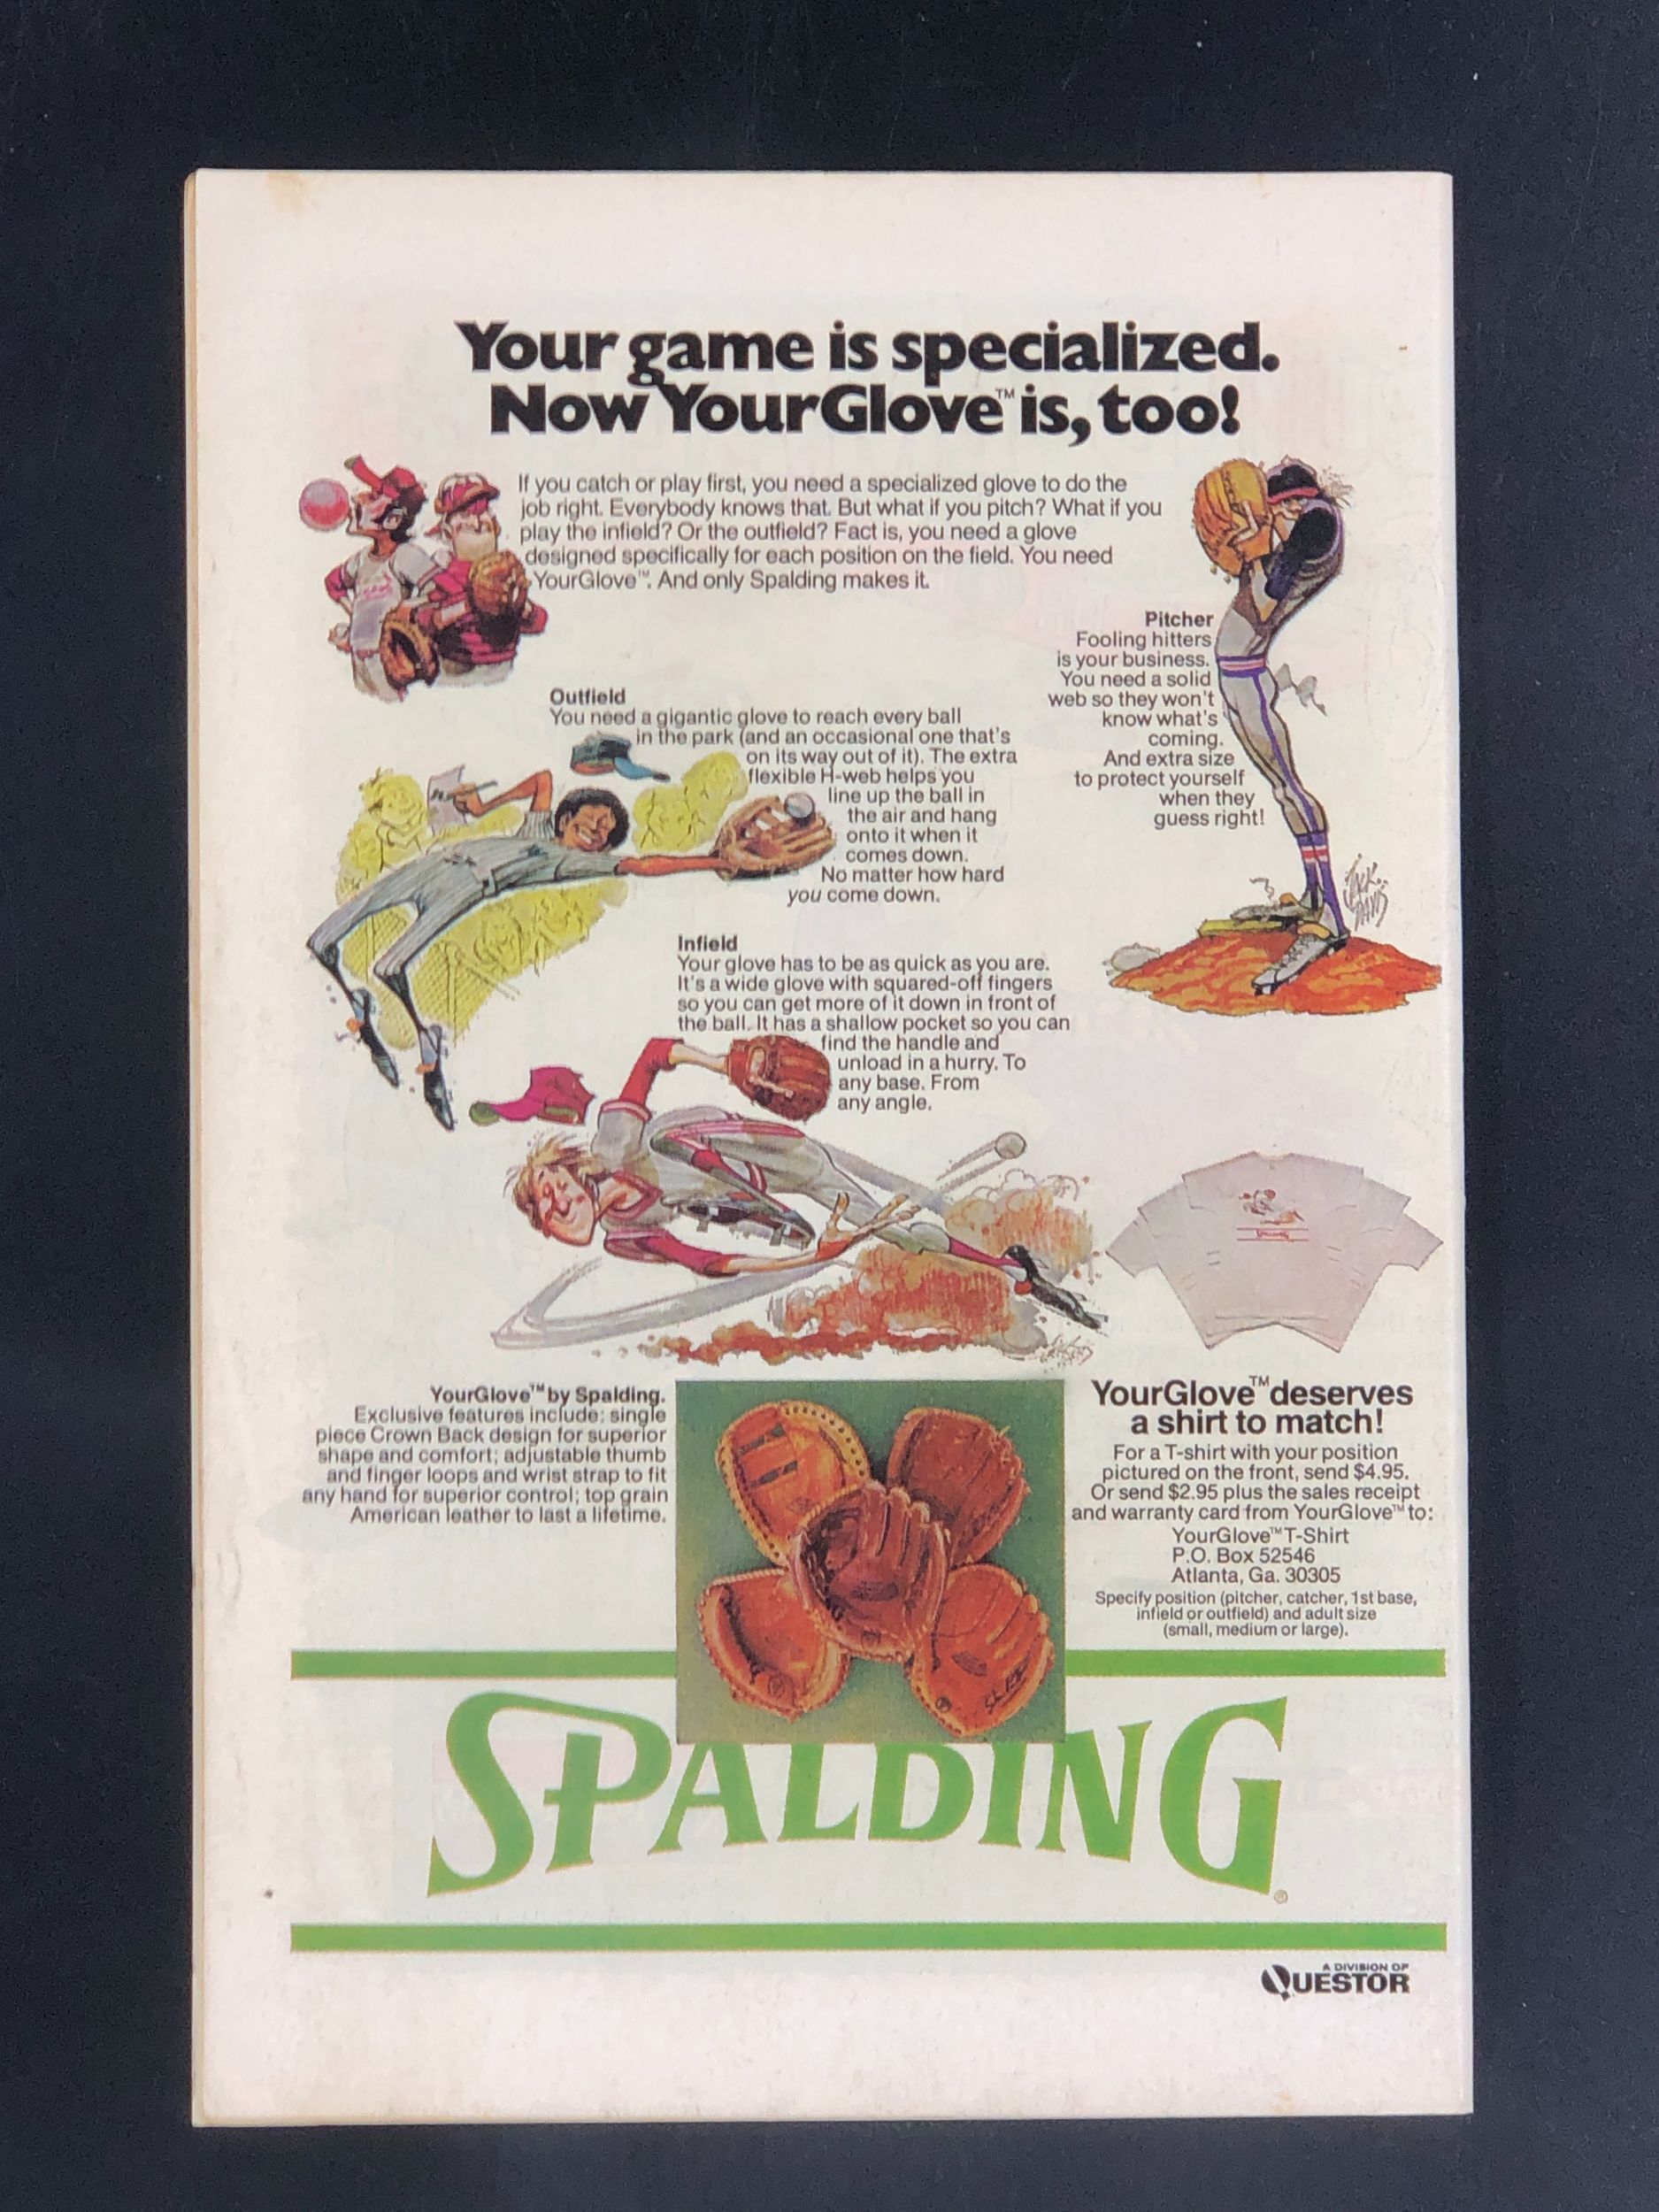 Your game is specialized.
Now YourGlove™ is, too!
If you catch or play first, you need a specialized glove to do the
job right. Everybody knows that. But what if you pitch? What if you
play the infield? Or the outfield? Fact is, you need a glove
designed specifically for each position on the field. You need
YourGlove™. And only Spalding makes it.
Pitcher
Fooling hitters
is your business.
You need a solid
web so they won't
know what's
coming.
And extra size
to protect yourself
when they
guess right!
JACK
DAVIS
Outfield
You need a gigantic glove to reach every ball
in the park (and an occasional one that's
on its way out of it). The extra
flexible H-web helps you
line up the ball in
the air and hang
onto it when it
comes down.
No matter how hard
you come down.
Infield
Your glove has to be as quick as you are.
It's a wide glove with squared-off fingers
so you can get more of it down in front of
the ball. It has a shallow pocket so you can
find the handle and
unload in a hurry. To
any base. From
any angle.
SPALDING
YourGlove™ by Spalding.
Exclusive features include: single
piece Crown Back design for superior
shape and comfort; adjustable thumb
and finger loops and wrist strap to fit
any hand for superior control; top grain
American leather to last a lifetime.
YourGlove™ deserves
a shirt to match!
For a T-shirt with your position
pictured on the front, send $4.95.
Or send $2.95 plus the sales receipt
and warranty card from YourGlove™ to:
YourGlove™ T-Shirt
P.O. Box 52546
Atlanta, Ga. 30305
Specify position (pitcher, catcher, 1st base,
infield or outfield) and adult size
(small, medium or large).
SPALDING®
A DIVISION OF
QUESTOR